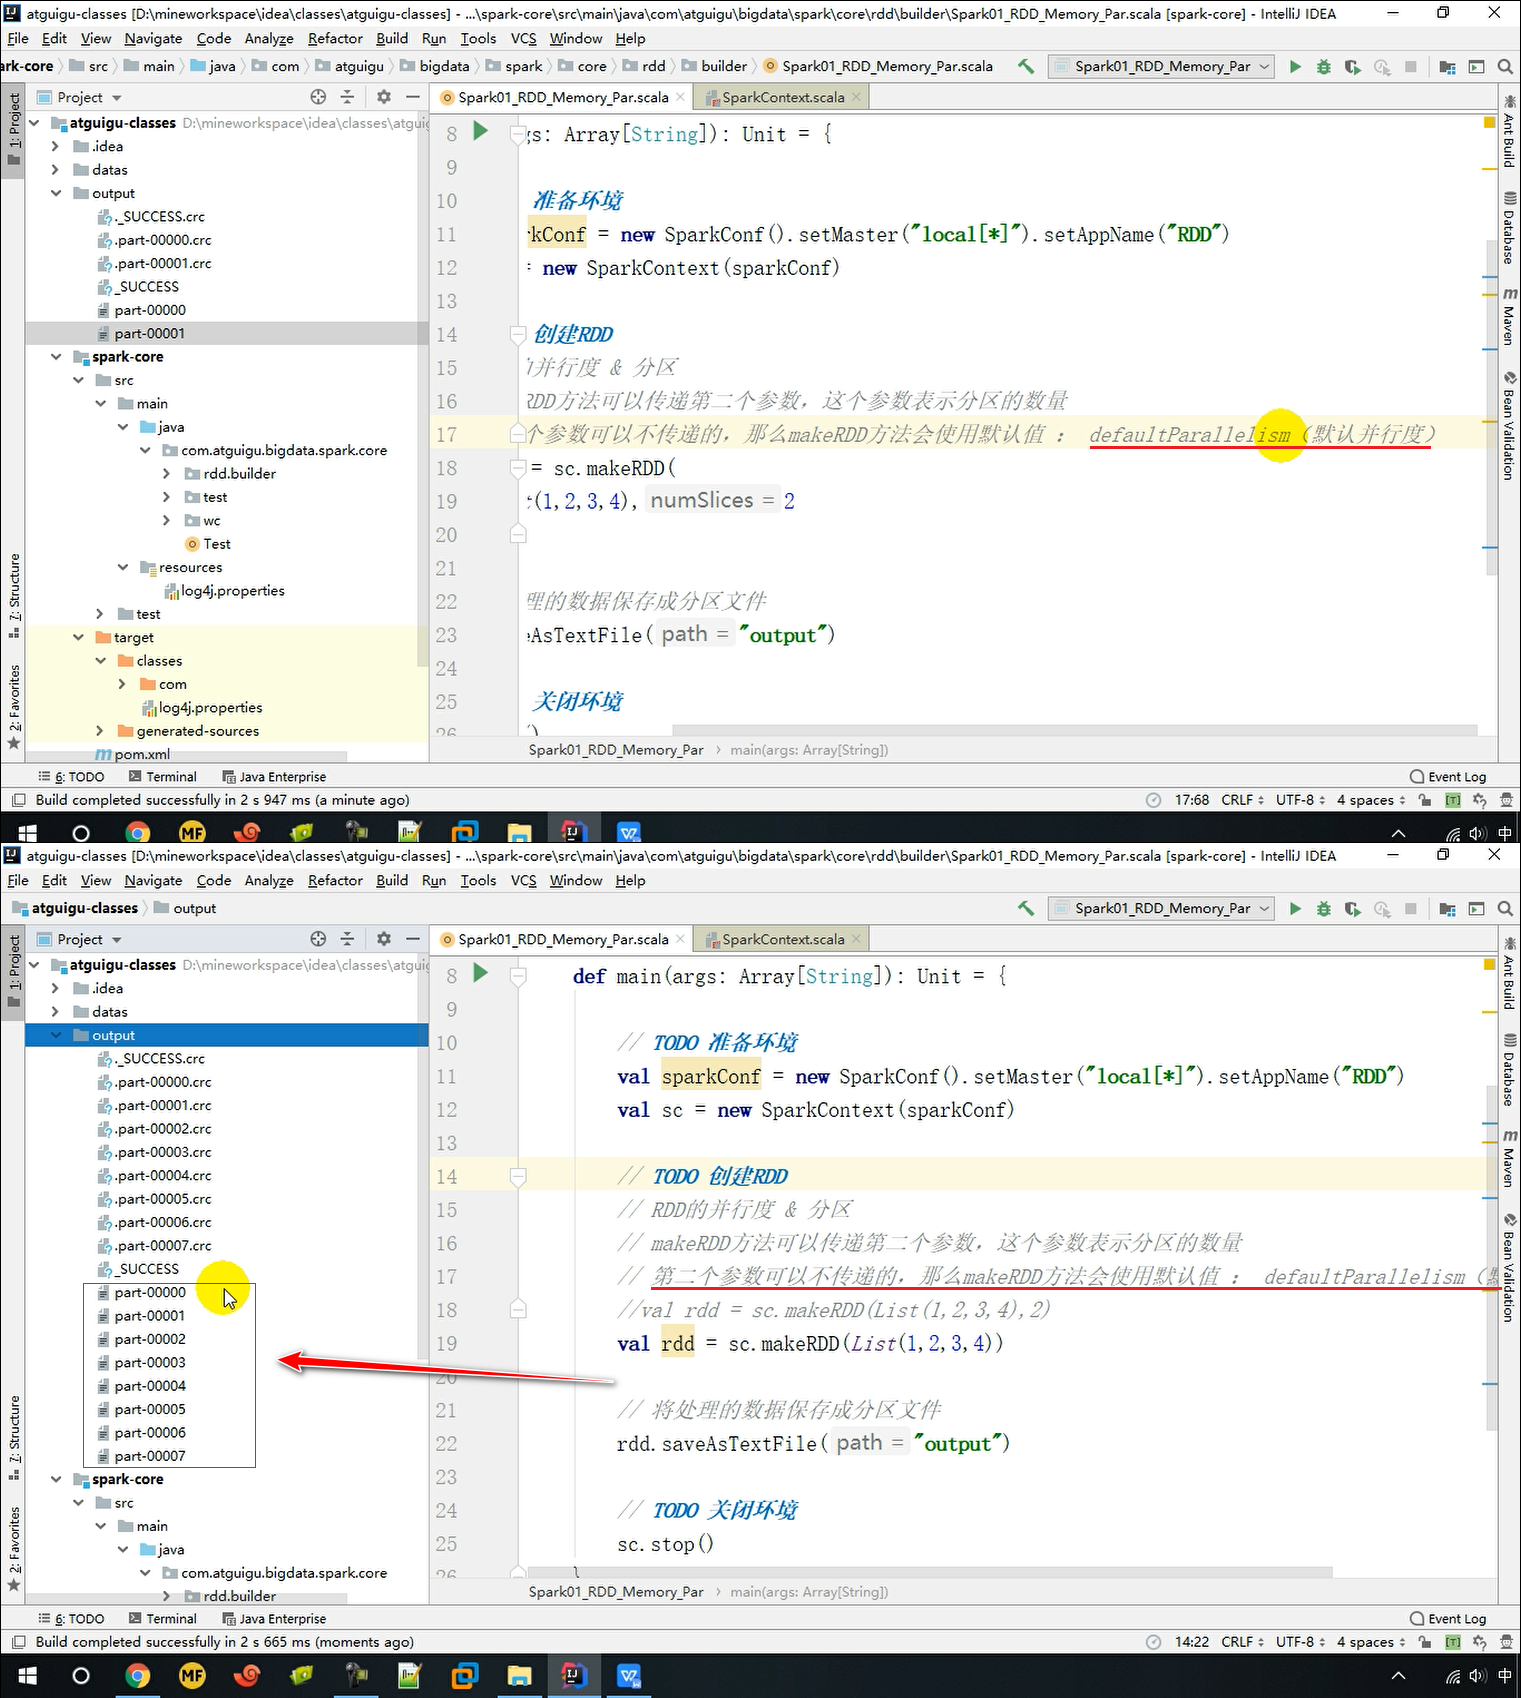 atguigu-classes [D:\mineworkspace\idea\classes\atguigu-classes] - ...\spark-core\src\main\java\com\atguigu\bigdata\spark\core\rdd\builder\Spark01_RDD_Memory_Par.scala [spark-core] - IntelliJ IDEA
File Edit View Navigate Code Analyze Refactor Build Run Tools VCS Window Help
ark-core src main java com atguigu bigdata spark core rdd builder Spark01_RDD_Memory_Par.scala Spark01_RDD_Memory_Par
Project
Spark01_RDD_Memory_Par.scala SparkContext.scala
1: Project
7: Structure
2: Favorites
atguigu-classes D:\mineworkspace\idea\classes\atguig
.idea
datas
output
._SUCCESS.crc
.part-00000.crc
.part-00001.crc
_SUCCESS
part-00000
part-00001
spark-core
src
main
java
com.atguigu.bigdata.spark.core
rdd.builder
test
wc
Test
resources
log4j.properties
test
target
classes
com
log4j.properties
generated-sources
pom.xml
8 gs: Array[String]): Unit = {
9
10 准备环境
11 rkConf = new SparkConf().setMaster("local[*]").setAppName("RDD")
12 = new SparkContext(sparkConf)
13
14 创建RDD
15 并行度 & 分区
16 RDD方法可以传递第二个参数，这个参数表示分区的数量
17 个参数可以不传递的，那么makeRDD方法会使用默认值 ： defaultParallelism（默认并行度）
18 = sc.makeRDD(
19 (1,2,3,4), numSlices = 2
20
21
22 理的数据保存成分区文件
23 eAsTextFile( path = "output")
24
25 关闭环境
26
Spark01_RDD_Memory_Par main(args: Array[String])
Ant Build
Database
Maven
Bean Validation
6: TODO Terminal Java Enterprise Event Log
Build completed successfully in 2 s 947 ms (a minute ago) 17:68 CRLF UTF-8 4 spaces
MF 中
atguigu-classes [D:\mineworkspace\idea\classes\atguigu-classes] - ...\spark-core\src\main\java\com\atguigu\bigdata\spark\core\rdd\builder\Spark01_RDD_Memory_Par.scala [spark-core] - IntelliJ IDEA
File Edit View Navigate Code Analyze Refactor Build Run Tools VCS Window Help
atguigu-classes output Spark01_RDD_Memory_Par
Project
Spark01_RDD_Memory_Par.scala SparkContext.scala
1: Project
7: Structure
2: Favorites
atguigu-classes D:\mineworkspace\idea\classes\atguig
.idea
datas
output
._SUCCESS.crc
.part-00000.crc
.part-00001.crc
.part-00002.crc
.part-00003.crc
.part-00004.crc
.part-00005.crc
.part-00006.crc
.part-00007.crc
_SUCCESS
part-00000
part-00001
part-00002
part-00003
part-00004
part-00005
part-00006
part-00007
spark-core
src
main
java
com.atguigu.bigdata.spark.core
rdd.builder
8 def main(args: Array[String]): Unit = {
9
10 // TODO 准备环境
11 val sparkConf = new SparkConf().setMaster("local[*]").setAppName("RDD")
12 val sc = new SparkContext(sparkConf)
13
14 // TODO 创建RDD
15 // RDD的并行度 & 分区
16 // makeRDD方法可以传递第二个参数，这个参数表示分区的数量
17 // 第二个参数可以不传递的，那么makeRDD方法会使用默认值 ： defaultParallelism（
18 //val rdd = sc.makeRDD(List(1,2,3,4),2)
19 val rdd = sc.makeRDD(List(1,2,3,4))
20
21 // 将处理的数据保存成分区文件
22 rdd.saveAsTextFile( path = "output")
23
24 // TODO 关闭环境
25 sc.stop()
26 }
Spark01_RDD_Memory_Par main(args: Array[String])
Ant Build
Database
Maven
Bean Validation
6: TODO Terminal Java Enterprise Event Log
Build completed successfully in 2 s 665 ms (moments ago) 14:22 CRLF UTF-8 4 spaces
MF 中